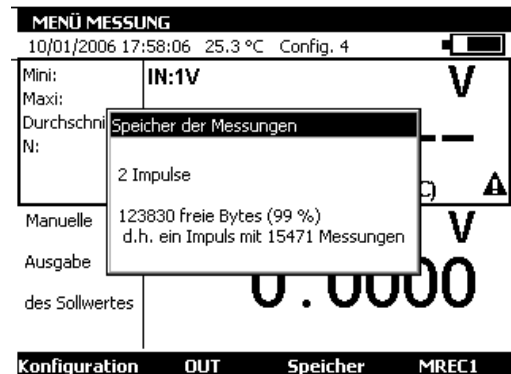 MENÜ MESSUNG
10/01/2006 17:58:06 25.3 °C Config. 4
Mini:
IN:1V
V
Maxi:
Durchschni
N:
Speicher der Messungen
2 Impulse
123830 freie Bytes (99 %)
d.h. ein Impuls mit 15471 Messungen
C)
Manuelle
Ausgabe
des Sollwertes
V
0.0000
Konfiguration OUT Speicher MREC1